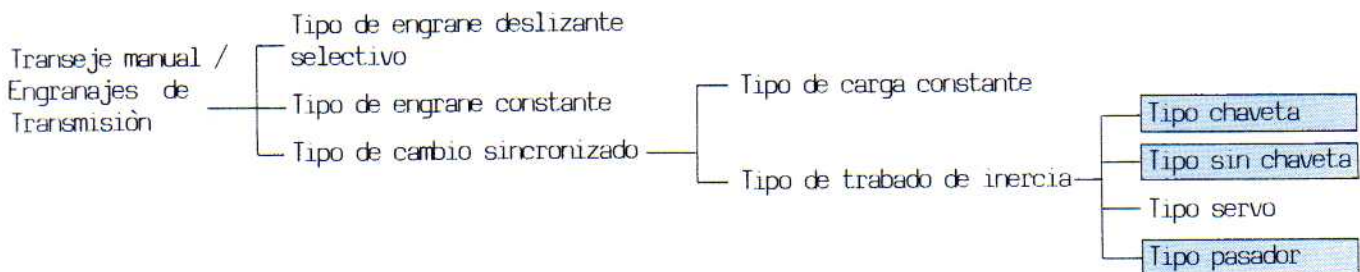 Transeje manual /
Engranajes de
Transmisiòn
Tipo de engrane deslizante
selectivo
Tipo de engrane constante
Tipo de cambio sincronizado
Tipo de carga constante
Tipo de trabado de inercia
Tipo chaveta
Tipo sin chaveta
Tipo servo
Tipo pasador